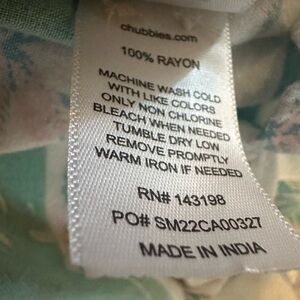 chubbies.com
100% RAYON
MACHINE WASH COLD
WITH LIKE COLORS
ONLY NON CHLORINE
BLEACH WHEN NEEDED
TUMBLE DRY LOW
REMOVE PROMPTLY
WARM IRON IF NEEDED
RN# 143198
PO# SM22CA00327
MADE IN INDIA